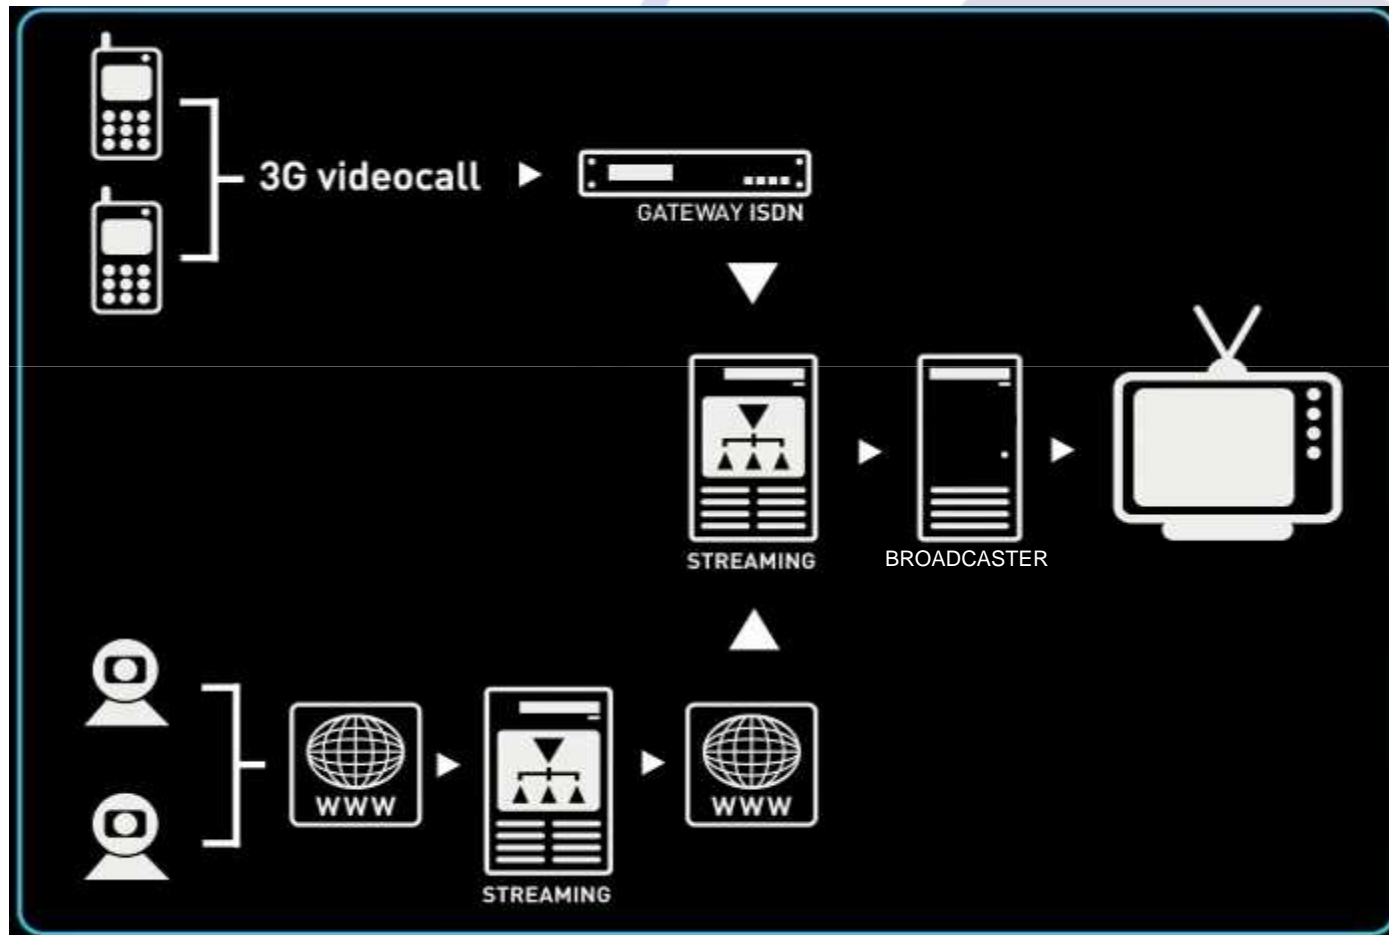 3G videocall
GATEWAY ISDN
STREAMING
BROADCASTER
WWW
WWW
STREAMING